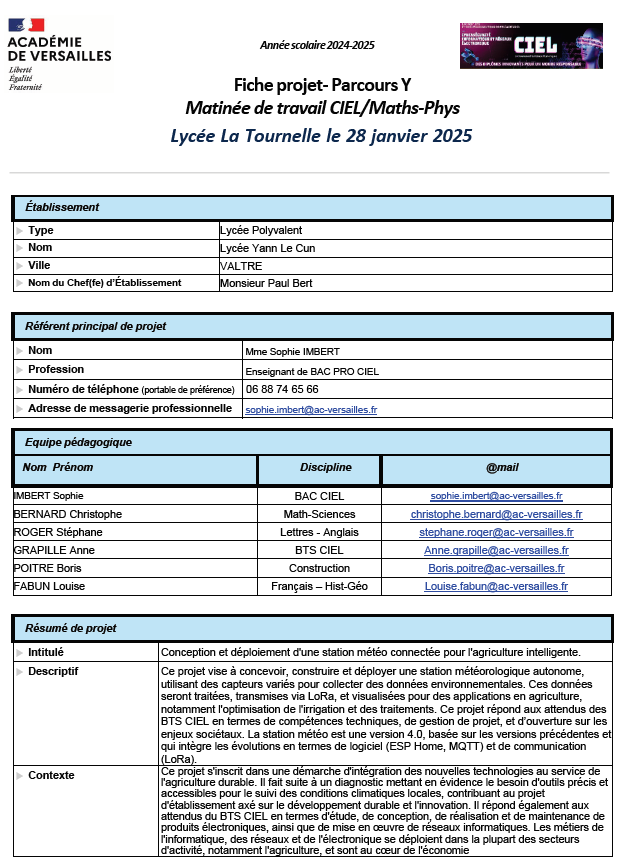 ACADÉMIE
DE VERSAILLES
Liberté
Égalité
Fraternité
Année scolaire 2024-2025
CIEL
Fiche projet- Parcours Y
Matinée de travail CIEL/Maths-Phys
Lycée La Tournelle le 28 janvier 2025
Établissement
Type Lycée Polyvalent
Nom Lycée Yann Le Cun
Ville VALTRE
Nom du Chef(fe) d'Établissement Monsieur Paul Bert
Référent principal de projet
Nom Mme Sophie IMBERT
Profession Enseignant de BAC PRO CIEL
Numéro de téléphone (portable de préférence) 06 88 74 65 66
Adresse de messagerie professionnelle sophie.imbert@ac-versailles.fr
Equipe pédagogique
Nom Prénom Discipline @mail
IMBERT Sophie BAC CIEL sophie.imbert@ac-versailles.fr
BERNARD Christophe Math-Sciences christophe.bernard@ac-versailles.fr
ROGER Stéphane Lettres - Anglais stephane.roger@ac-versailles.fr
GRAPILLE Anne BTS CIEL Anne.grapille@ac-versailles.fr
POITRE Boris Construction Boris.poitre@ac-versailles.fr
FABUN Louise Français – Hist-Géo Louise.fabun@ac-versailles.fr
Résumé de projet
Intitulé Conception et déploiement d'une station météo connectée pour l'agriculture intelligente.
Descriptif Ce projet vise à concevoir, construire et déployer une station météorologique autonome,
utilisant des capteurs variés pour collecter des données environnementales. Ces données
seront traitées, transmises via LoRa, et visualisées pour des applications en agriculture,
notamment l'optimisation de l'irrigation et des traitements. Ce projet répond aux attendus des
BTS CIEL en termes de compétences techniques, de gestion de projet, et d'ouverture sur les
enjeux sociétaux. La station météo est une version 4.0, basée sur les versions précédentes et
qui intègre les évolutions en termes de logiciel (ESP Home, MQTT) et de communication
(LoRa).
Contexte Ce projet s'inscrit dans une démarche d'intégration des nouvelles technologies au service de
l'agriculture durable. Il fait suite à un diagnostic mettant en évidence le besoin d'outils précis et
accessibles pour le suivi des conditions climatiques locales, contribuant au projet
d'établissement axé sur le développement durable et l'innovation. Il répond également aux
attendus du BTS CIEL en termes d'étude, de conception, de réalisation et de maintenance de
produits électroniques, ainsi que de mise en œuvre de réseaux informatiques. Les métiers de
l'informatique, des réseaux et de l'électronique se déploient dans la plupart des secteurs
d'activité, notamment l'agriculture, et sont au cœur de l'économie